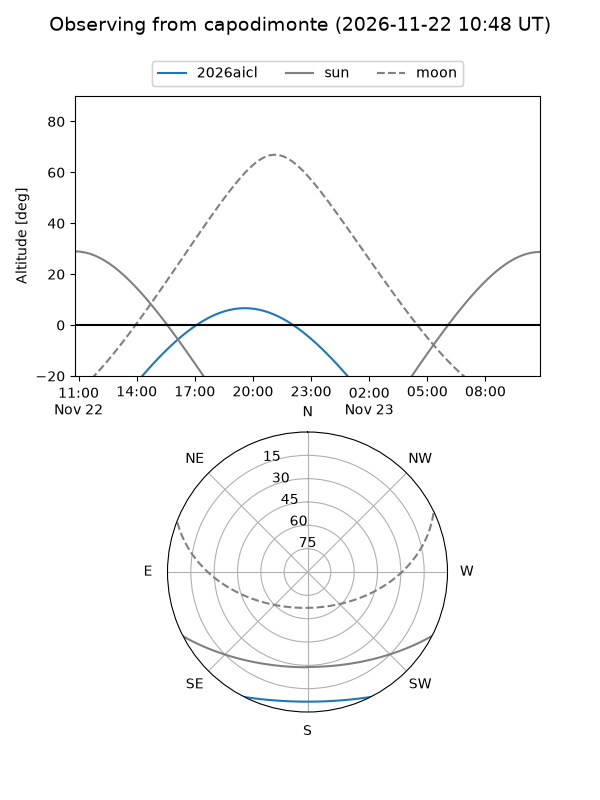 Observing from capodimonte (2026-11-22 10:48 UT)
2026aicl
sun
moon
Altitude [deg]
80
60
40
20
0
−20
11:00 14:00 17:00 20:00 23:00 02:00 05:00 08:00
Nov 22 Nov 23
N
NE NW
15
30
45
60
75
E W
SE SW
S